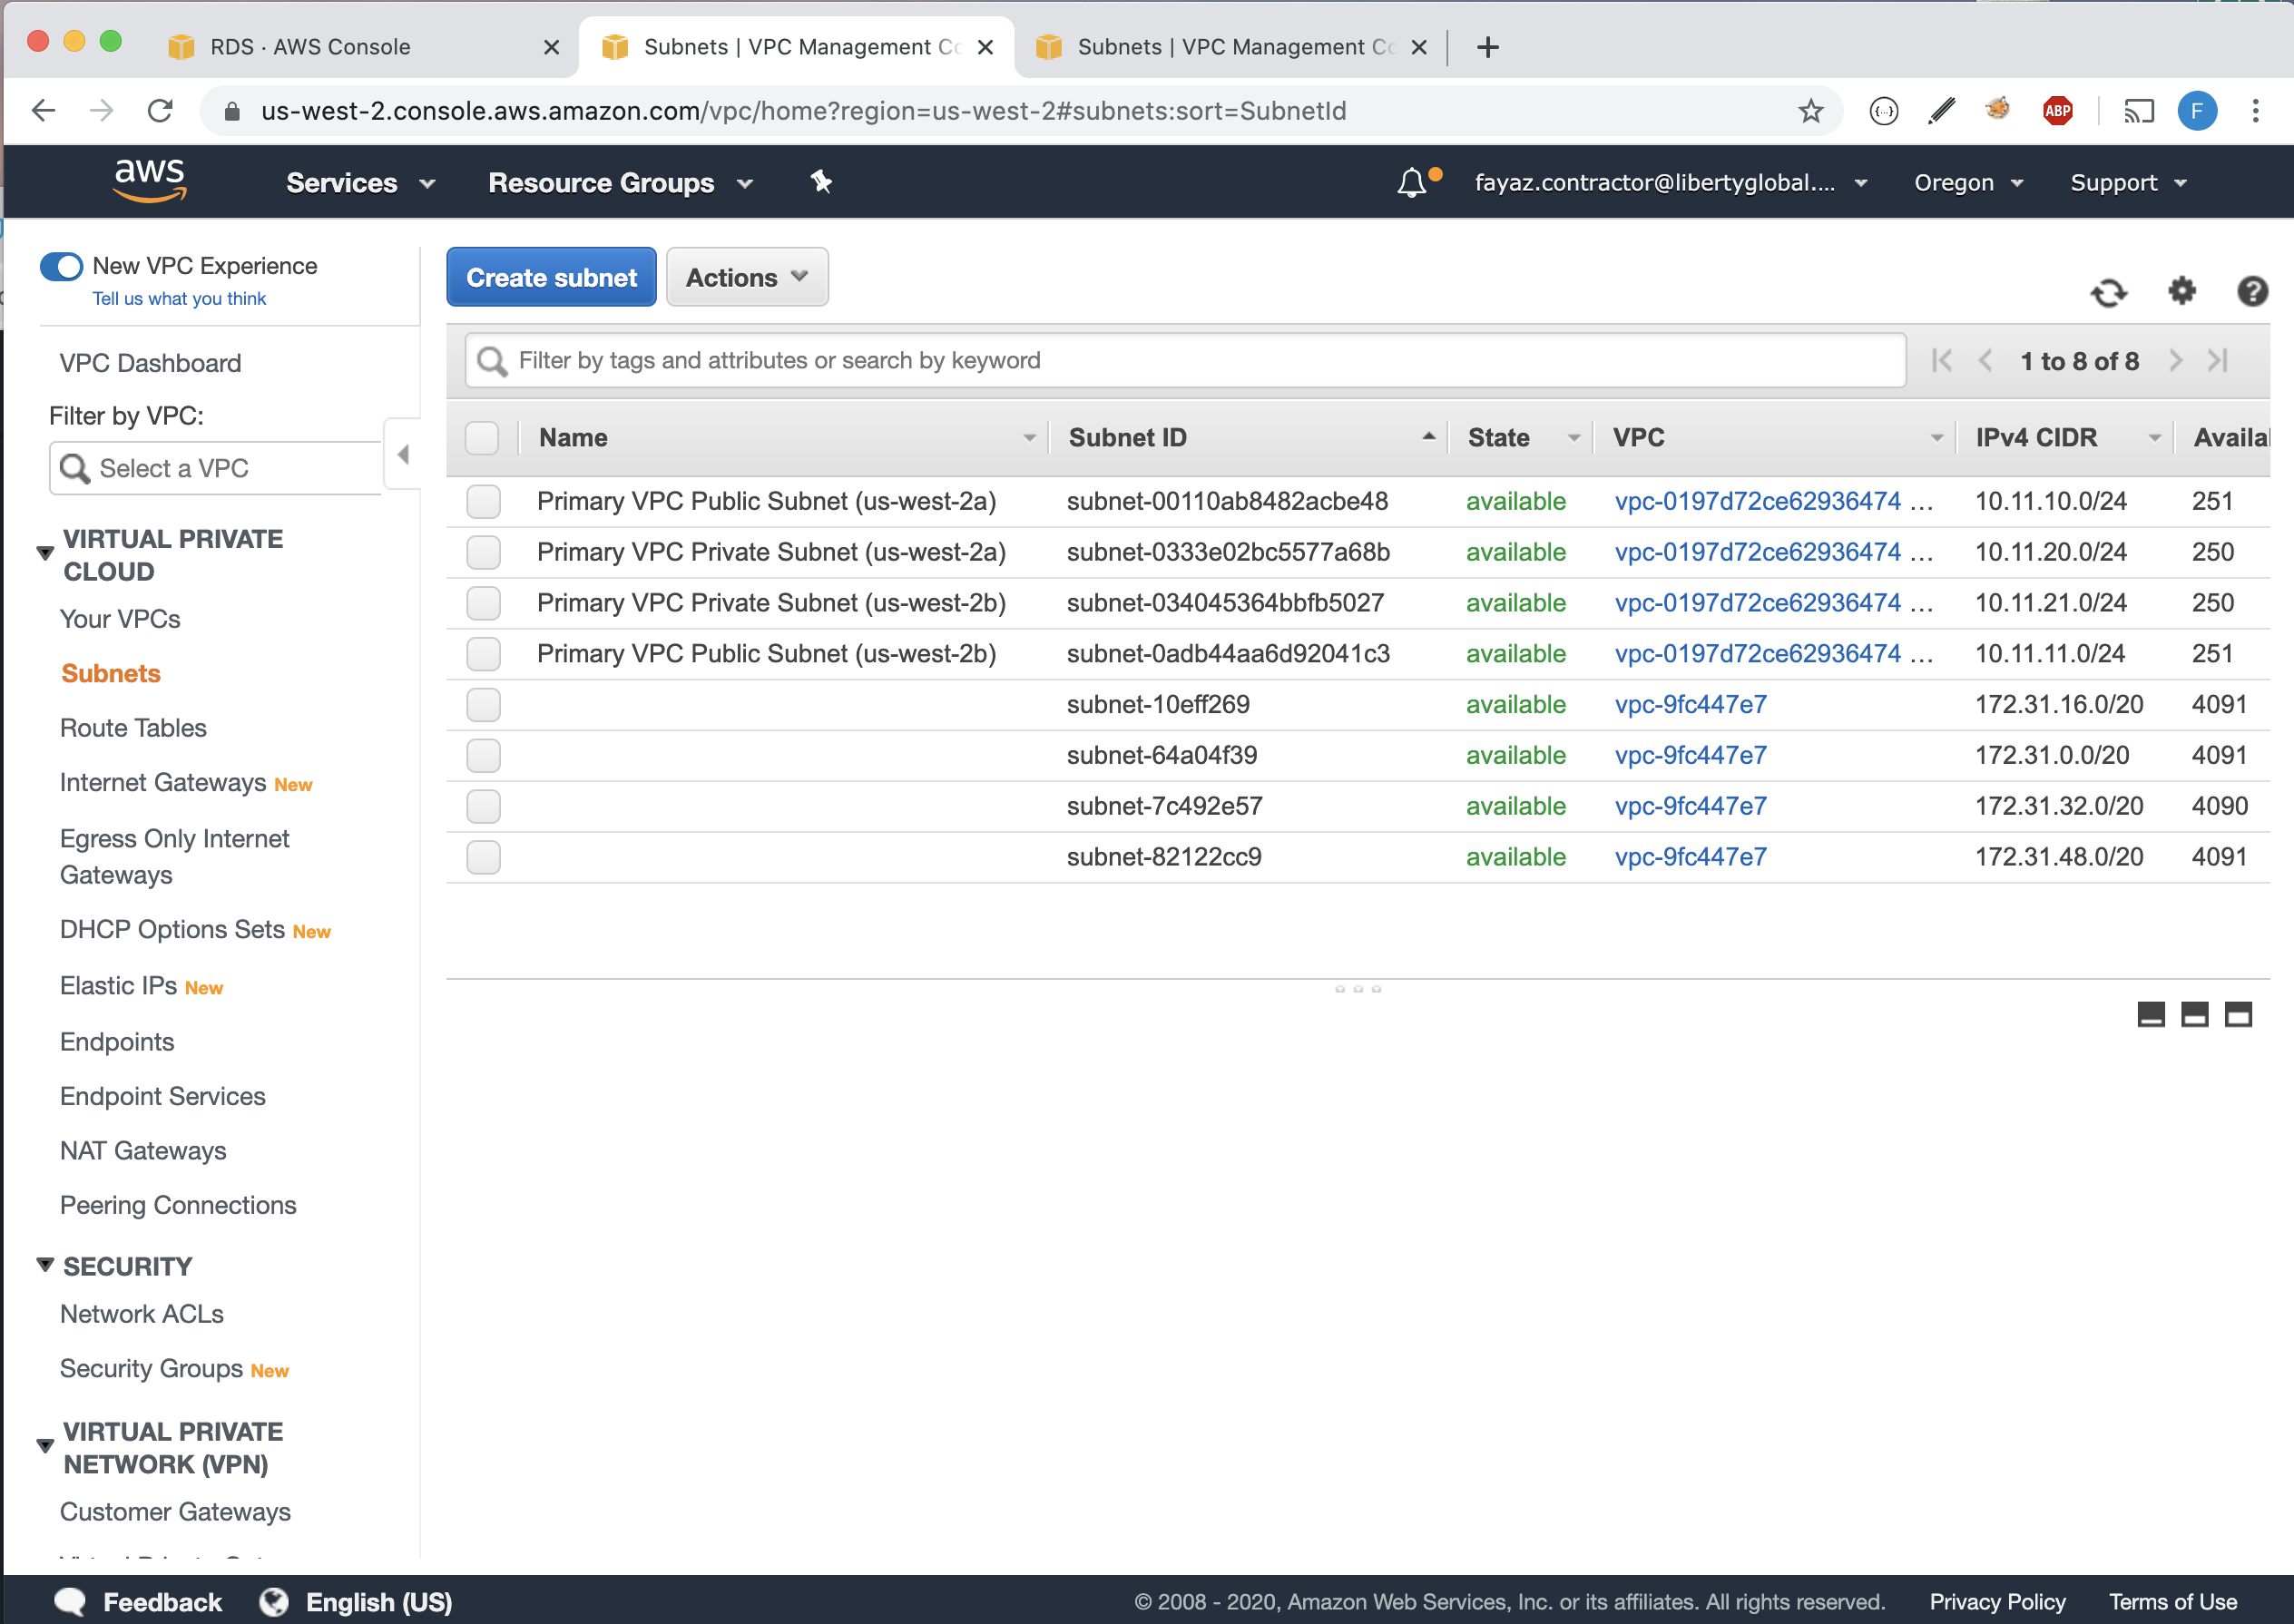 RDS · AWS Console
Subnets | VPC Management Co
Subnets | VPC Management Co
us-west-2.console.aws.amazon.com/vpc/home?region=us-west-2#subnets:sort=SubnetId
ABP
F
aws
Services
Resource Groups
fayaz.contractor@libertyglobal....
Oregon
Support
New VPC Experience
Tell us what you think
Create subnet
Actions
VPC Dashboard
Filter by VPC:
Select a VPC
Filter by tags and attributes or search by keyword
1 to 8 of 8
Name Subnet ID State VPC IPv4 CIDR Availal
Primary VPC Public Subnet (us-west-2a) subnet-00110ab8482acbe48 available vpc-0197d72ce62936474 ... 10.11.10.0/24 251
Primary VPC Private Subnet (us-west-2a) subnet-0333e02bc5577a68b available vpc-0197d72ce62936474 ... 10.11.20.0/24 250
Primary VPC Private Subnet (us-west-2b) subnet-034045364bbfb5027 available vpc-0197d72ce62936474 ... 10.11.21.0/24 250
Primary VPC Public Subnet (us-west-2b) subnet-0adb44aa6d92041c3 available vpc-0197d72ce62936474 ... 10.11.11.0/24 251
subnet-10eff269 available vpc-9fc447e7 172.31.16.0/20 4091
subnet-64a04f39 available vpc-9fc447e7 172.31.0.0/20 4091
subnet-7c492e57 available vpc-9fc447e7 172.31.32.0/20 4090
subnet-82122cc9 available vpc-9fc447e7 172.31.48.0/20 4091
VIRTUAL PRIVATE
CLOUD
Your VPCs
Subnets
Route Tables
Internet Gateways New
Egress Only Internet
Gateways
DHCP Options Sets New
Elastic IPs New
Endpoints
Endpoint Services
NAT Gateways
Peering Connections
SECURITY
Network ACLs
Security Groups New
VIRTUAL PRIVATE
NETWORK (VPN)
Customer Gateways
Feedback
English (US)
© 2008 - 2020, Amazon Web Services, Inc. or its affiliates. All rights reserved.
Privacy Policy
Terms of Use